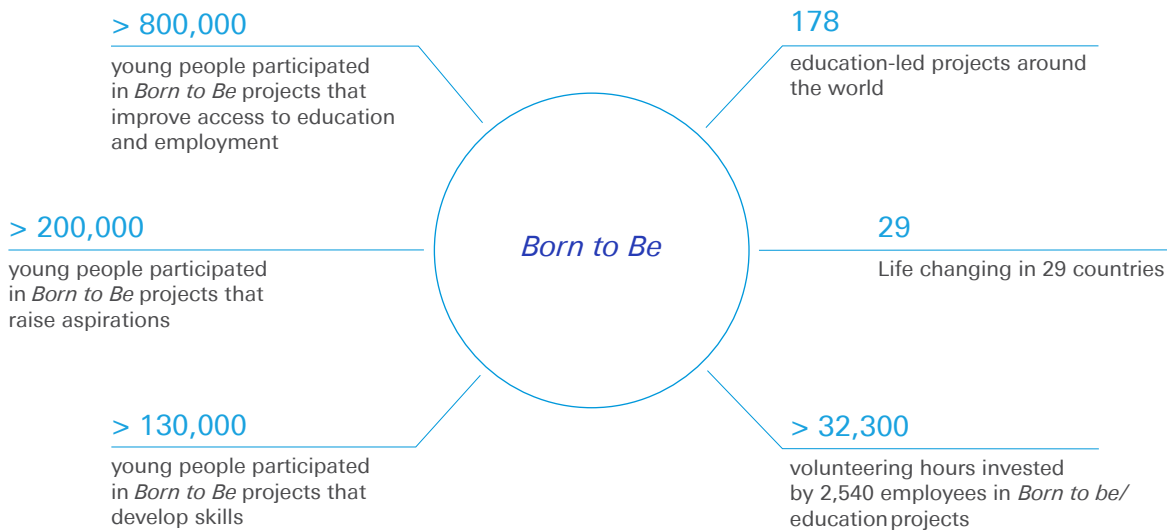 > 800,000
young people participated
in Born to Be projects that
improve access to education
and employment
178
education-led projects around
the world
> 200,000
young people participated
in Born to Be projects that
raise aspirations
Born to Be
29
Life changing in 29 countries
> 130,000
young people participated
in Born to Be projects that
develop skills
> 32,300
volunteering hours invested
by 2,540 employees in Born to be/
education projects